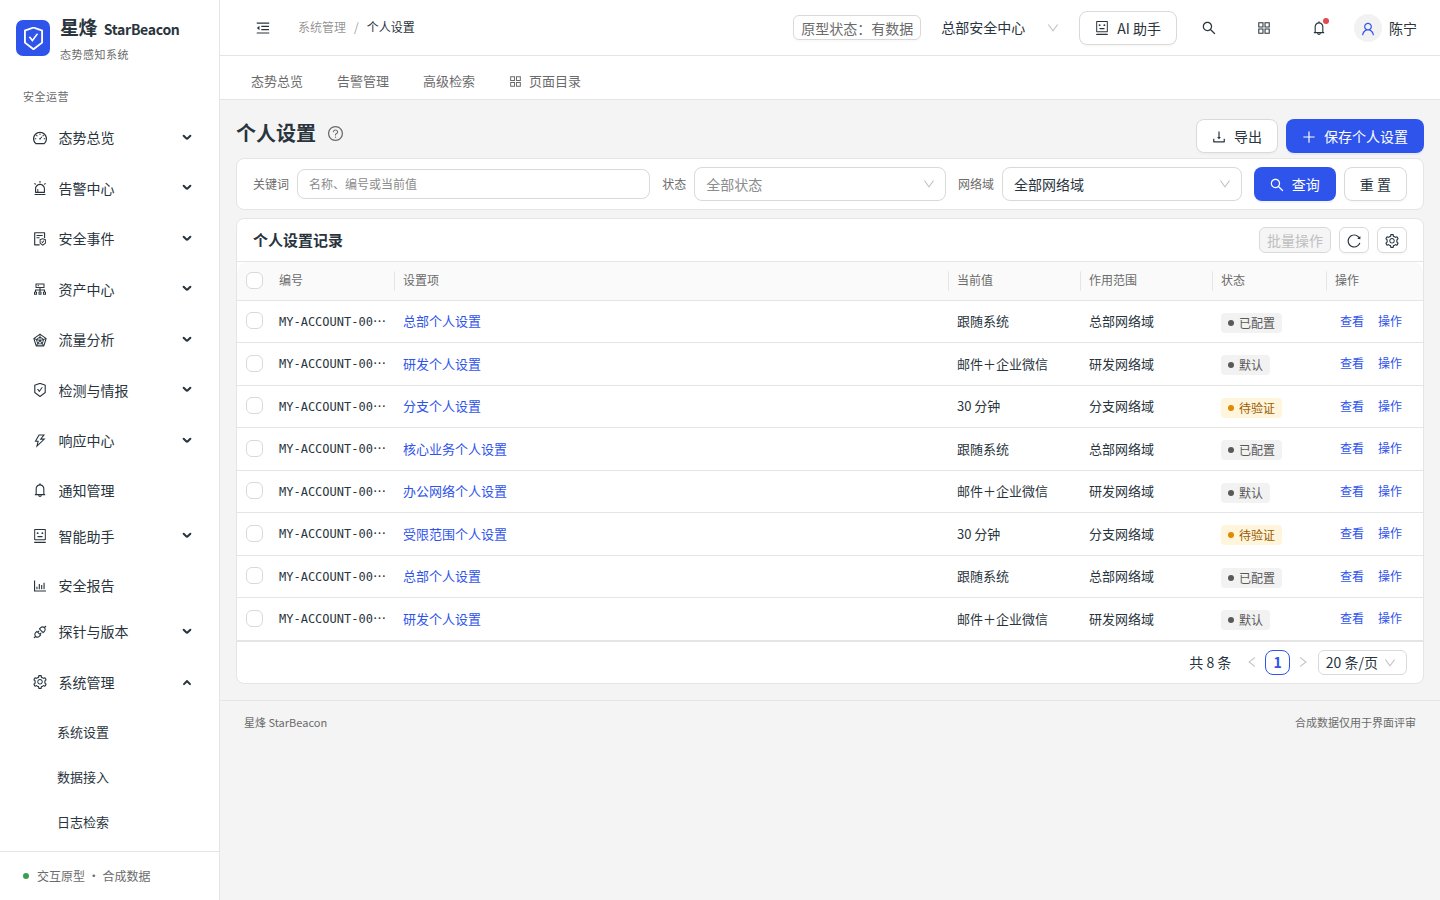 星烽 StarBeacon
态势感知系统
安全运营
态势总览
告警中心
安全事件
资产中心
流量分析
检测与情报
响应中心
通知管理
智能助手
安全报告
探针与版本
系统管理
系统设置
数据接入
日志检索
交互原型 · 合成数据
系统管理 / 个人设置
原型状态：有数据
总部安全中心
AI 助手
陈宁
态势总览 告警管理 高级检索 页面目录
个人设置
导出
保存个人设置
关键词 名称、编号或当前值 状态 全部状态 网络域 全部网络域 查询 重置
个人设置记录
批量操作
编号 设置项 当前值 作用范围 状态 操作
MY-ACCOUNT-00··· 总部个人设置 跟随系统 总部网络域 已配置 查看 操作
MY-ACCOUNT-00··· 研发个人设置 邮件＋企业微信 研发网络域 默认 查看 操作
MY-ACCOUNT-00··· 分支个人设置 30 分钟 分支网络域 待验证 查看 操作
MY-ACCOUNT-00··· 核心业务个人设置 跟随系统 总部网络域 已配置 查看 操作
MY-ACCOUNT-00··· 办公网络个人设置 邮件＋企业微信 研发网络域 默认 查看 操作
MY-ACCOUNT-00··· 受限范围个人设置 30 分钟 分支网络域 待验证 查看 操作
MY-ACCOUNT-00··· 总部个人设置 跟随系统 总部网络域 已配置 查看 操作
MY-ACCOUNT-00··· 研发个人设置 邮件＋企业微信 研发网络域 默认 查看 操作
共 8 条 1 20 条/页
星烽 StarBeacon
合成数据仅用于界面评审